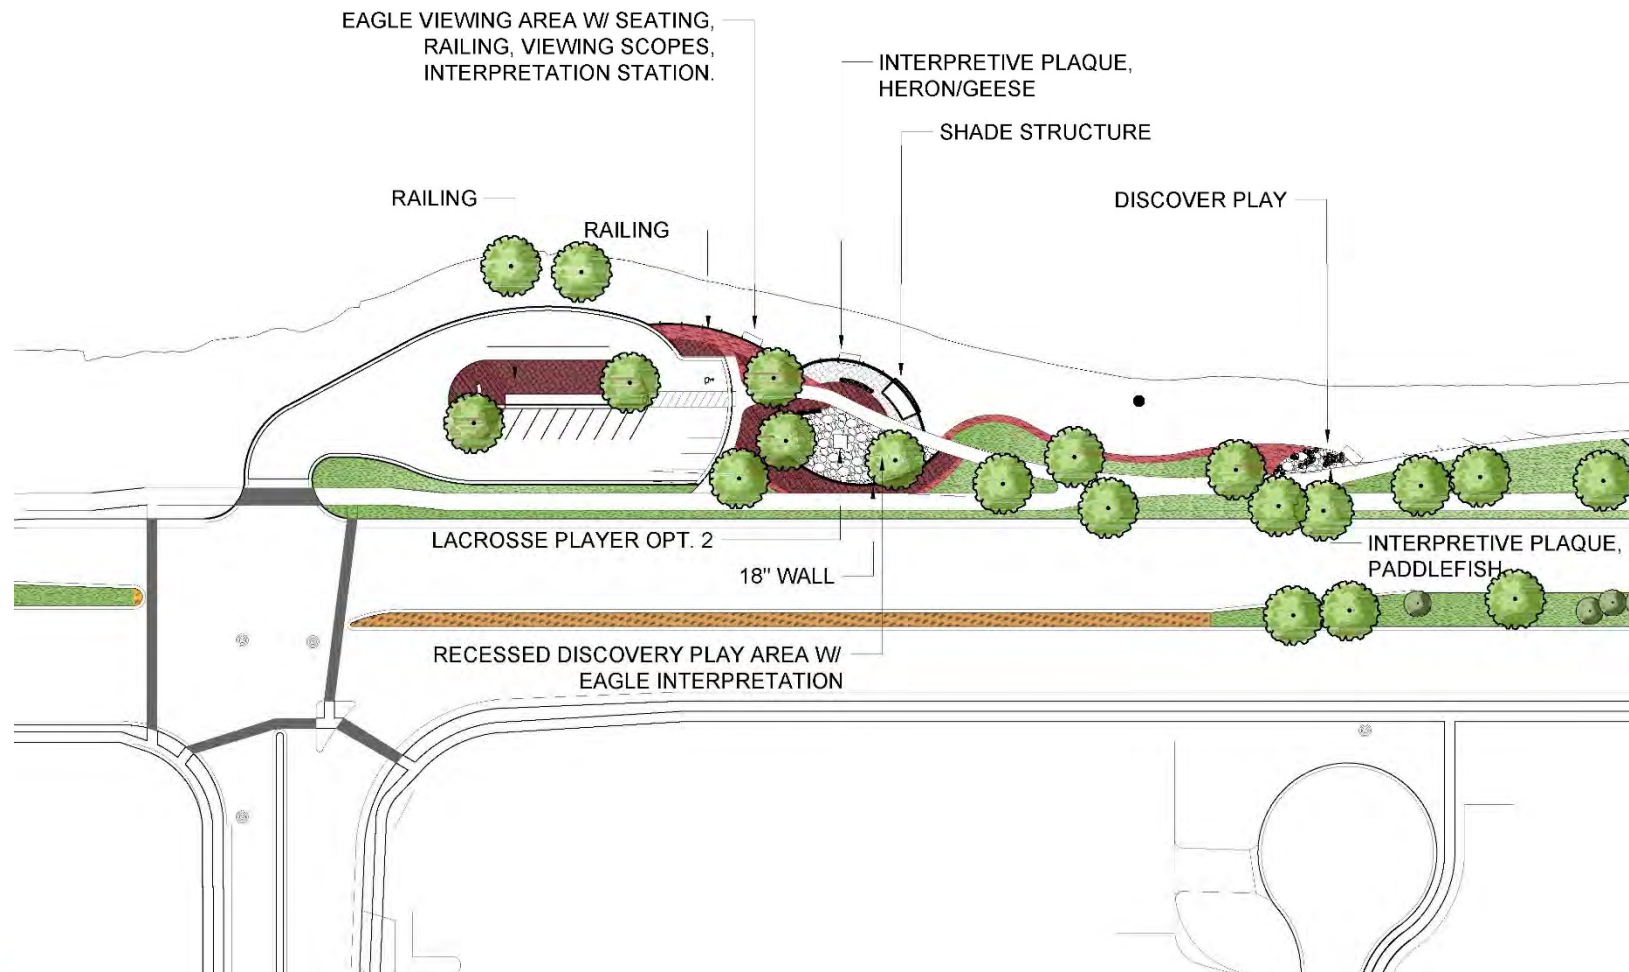 EAGLE VIEWING AREA W/ SEATING,
RAILING, VIEWING SCOPES,
INTERPRETATION STATION.
INTERPRETIVE PLAQUE,
HERON/GEESE
SHADE STRUCTURE
RAILING
RAILING
DISCOVER PLAY
LACROSSE PLAYER OPT. 2
18" WALL
INTERPRETIVE PLAQUE,
PADDLEFISH
RECESSED DISCOVERY PLAY AREA W/
EAGLE INTERPRETATION